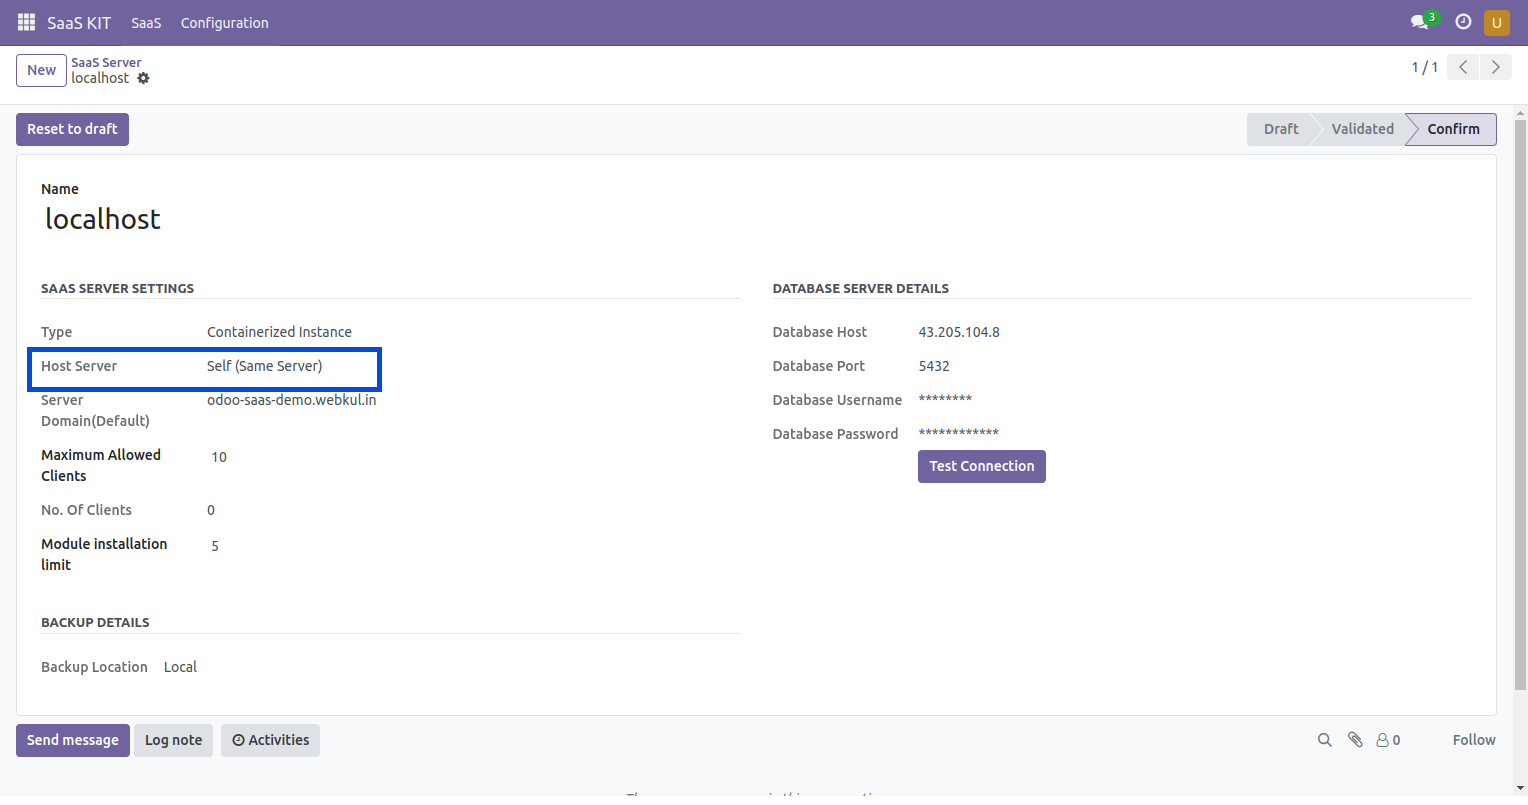 SaaS KIT SaaS Configuration 3 U
New SaaS Server
localhost
1 / 1
Reset to draft Draft Validated Confirm
Name
localhost
SAAS SERVER SETTINGS
Type Containerized Instance
Host Server Self (Same Server)
Server Domain(Default) odoo-saas-demo.webkul.in
Maximum Allowed Clients 10
No. Of Clients 0
Module installation limit 5
DATABASE SERVER DETAILS
Database Host 43.205.104.8
Database Port 5432
Database Username ********
Database Password ************
Test Connection
BACKUP DETAILS
Backup Location Local
Send message Log note Activities 0 Follow